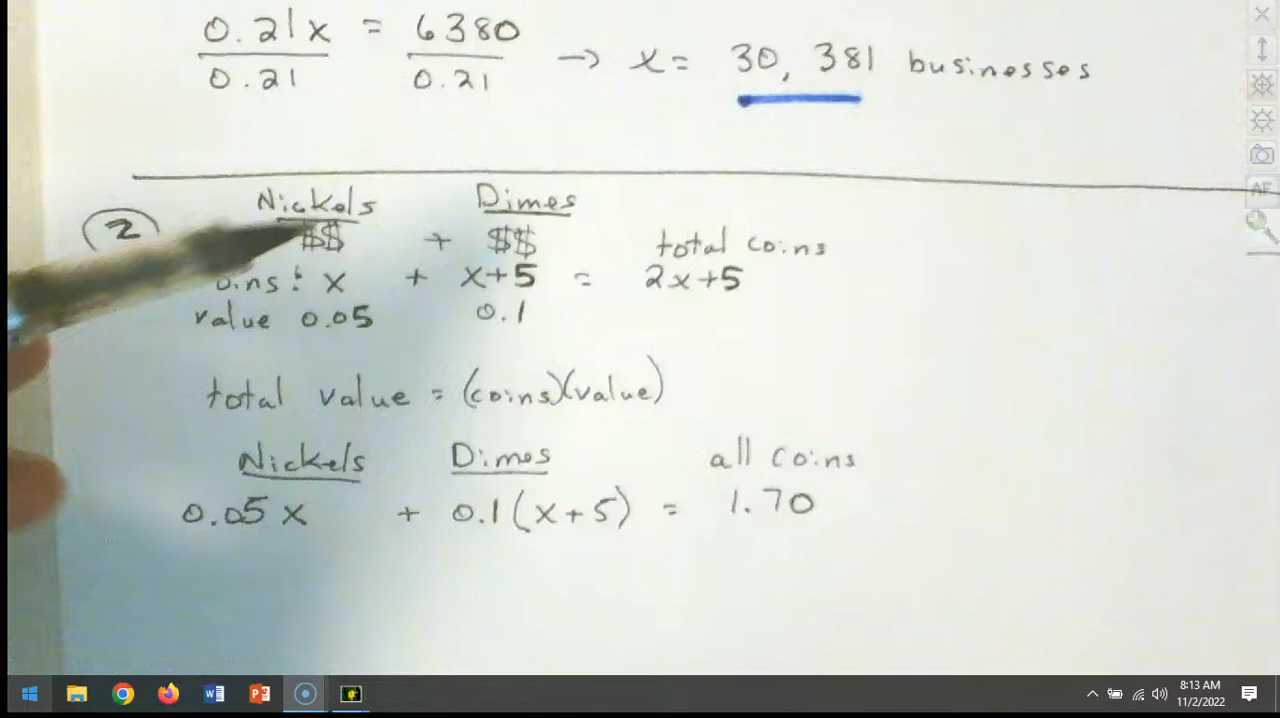 0.21x = 6380
0.21 0.21 → x = 30,381 businesses
Nickels Dimes
2 $$ + $$ total coins
: x + x+5 = 2x+5
value 0.05 0.1
total value = (coins)(value)
Nickels Dimes all coins
0.05x + 0.1(x+5) = 1.70
AF
8:13 AM
11/2/2022